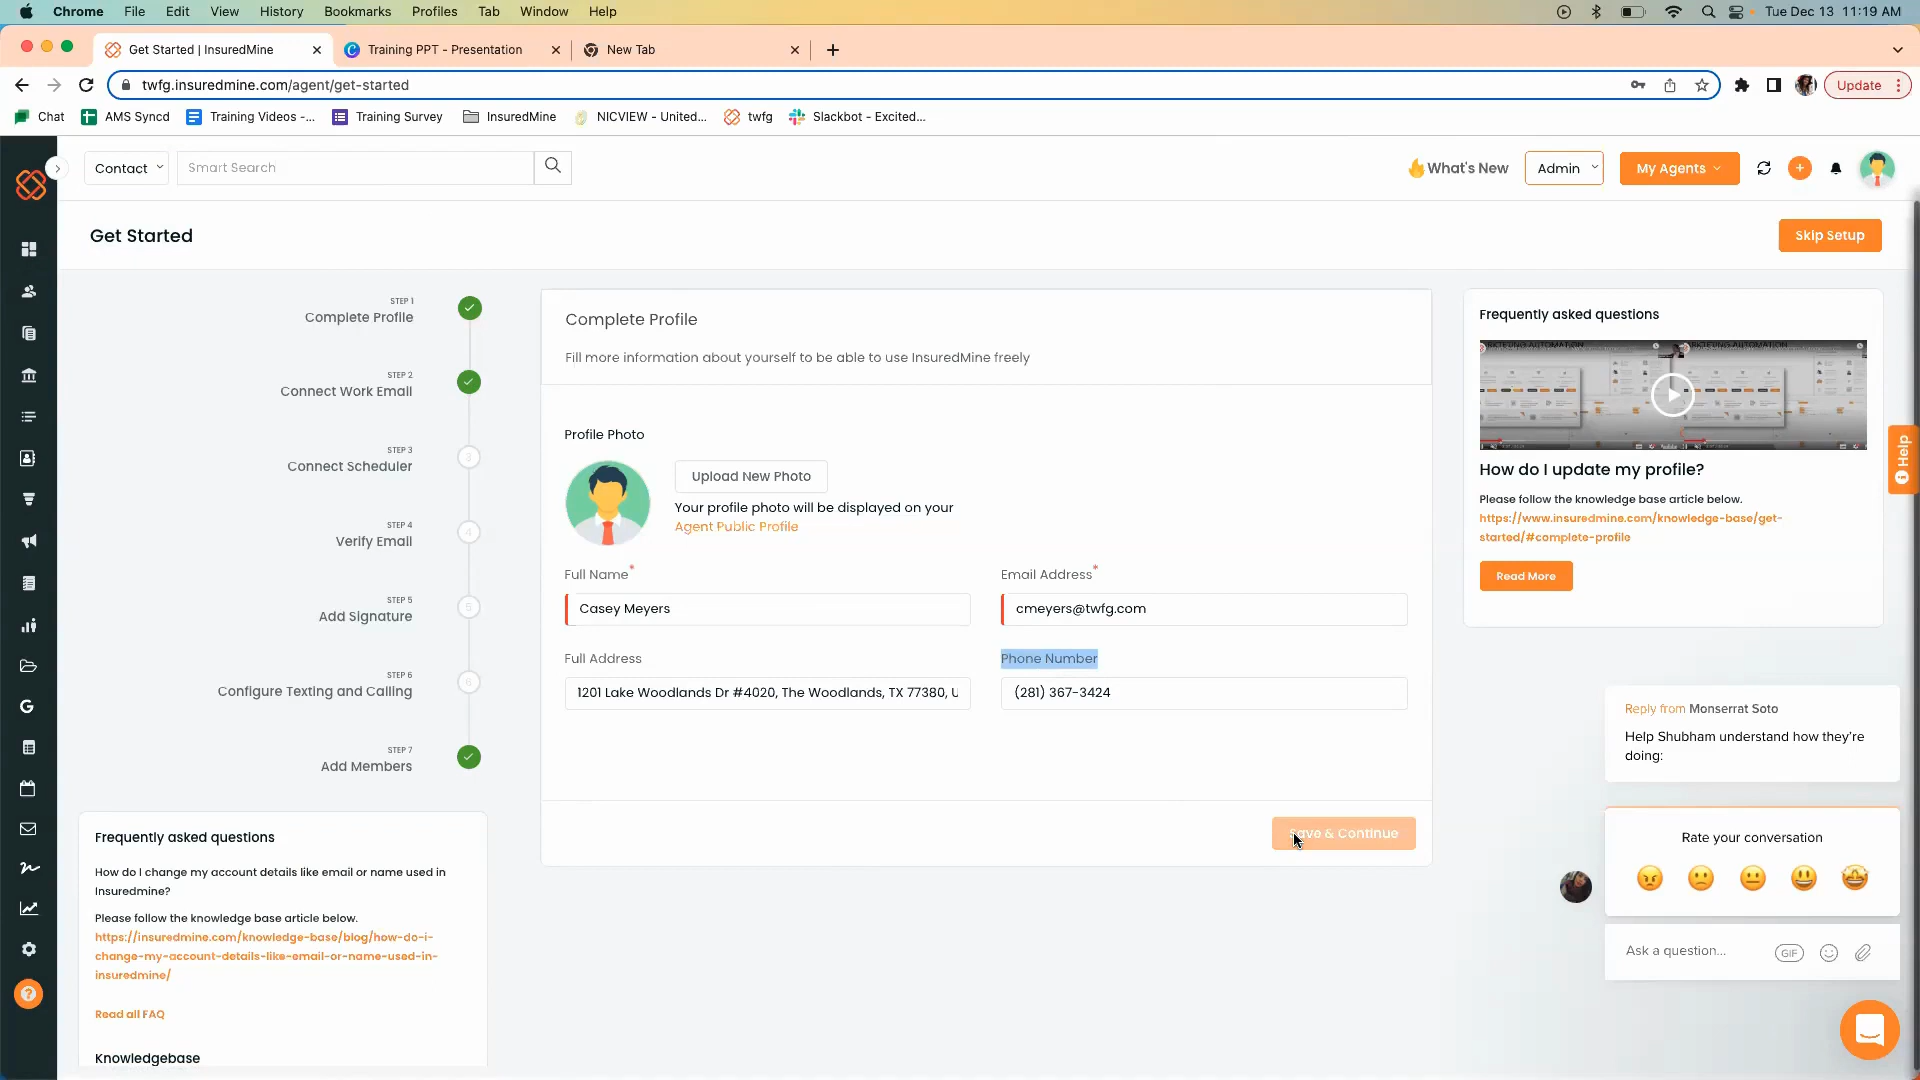 Chrome File Edit View History Bookmarks Profiles Tab Window Help Tue Dec 13 11:19 AM
Get Started | InsuredMine Training PPT - Presentation New Tab
twfg.insuredmine.com/agent/get-started Update
Chat AMS Syncd Training Videos -... Training Survey InsuredMine NICVIEW - United... twfg Slackbot - Excited...
Contact Smart Search What's New Admin My Agents
Get Started Skip Setup
STEP 1
Complete Profile
STEP 2
Connect Work Email
STEP 3
Connect Scheduler
3
STEP 4
Verify Email
4
STEP 5
Add Signature
5
STEP 6
Configure Texting and Calling
6
STEP 7
Add Members
Frequently asked questions
How do I change my account details like email or name used in
Insuredmine?
Please follow the knowledge base article below.
https://insuredmine.com/knowledge-base/blog/how-do-i-
change-my-account-details-like-email-or-name-used-in-
insuredmine/
Read all FAQ
Knowledgebase
Complete Profile
Fill more information about yourself to be able to use InsuredMine freely
Profile Photo
Upload New Photo
Your profile photo will be displayed on your
Agent Public Profile
Full Name* Email Address*
Casey Meyers cmeyers@twfg.com
Full Address Phone Number
1201 Lake Woodlands Dr #4020, The Woodlands, TX 77380, U (281) 367-3424
Save & Continue
Frequently asked questions
How do I update my profile?
Please follow the knowledge base article below.
https://www.insuredmine.com/knowledge-base/get-
started/#complete-profile
Read More
Help
Reply from Monserrat Soto
Help Shubham understand how they're
doing:
Rate your conversation
Ask a question... GIF